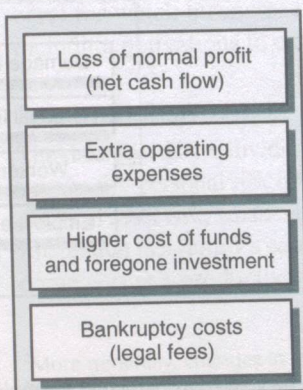 Loss of normal profit
(net cash flow)
Extra operating
expenses
Higher cost of funds
and foregone investment
Bankruptcy costs
(legal fees)